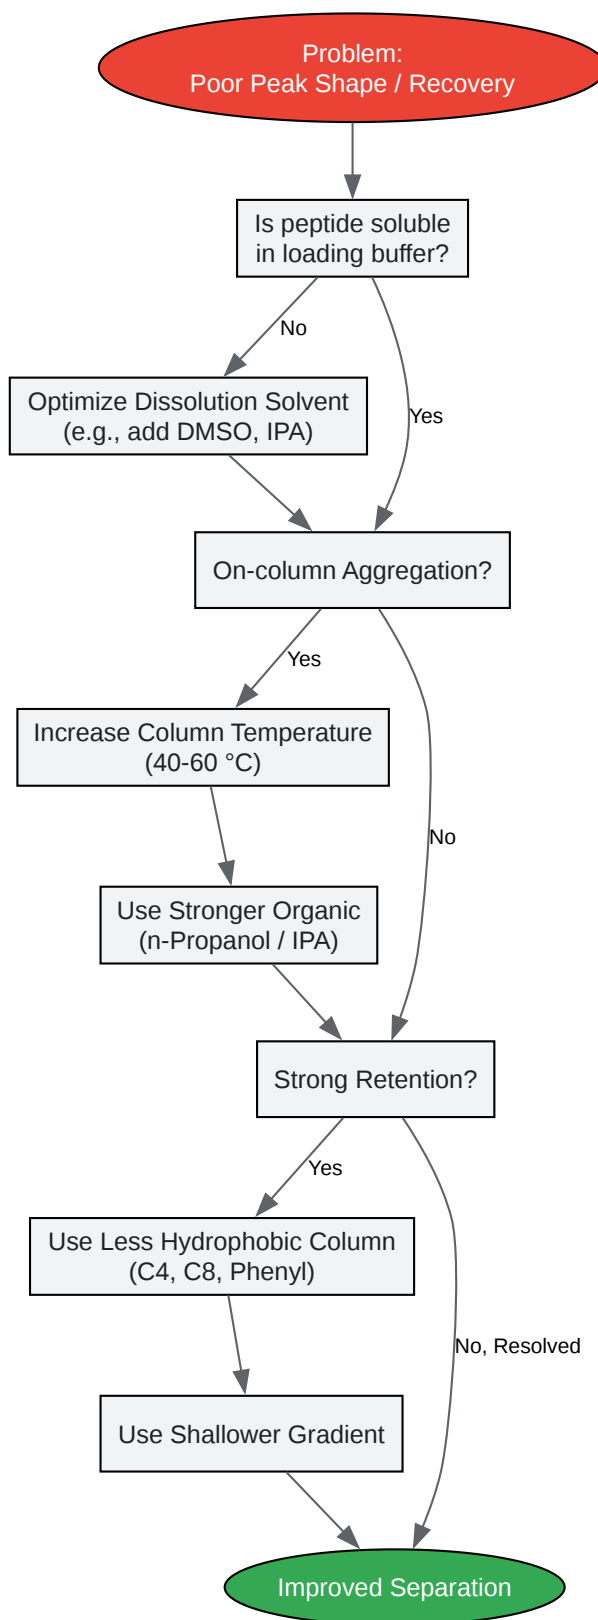 Problem:
Poor Peak Shape / Recovery
Is peptide soluble
in loading buffer?
No
Optimize Dissolution Solvent
(e.g., add DMSO, IPA)
Yes
On-column Aggregation?
Yes
Increase Column Temperature
(40-60 °C)
No
Use Stronger Organic
(n-Propanol / IPA)
Strong Retention?
Yes
Use Less Hydrophobic Column
(C4, C8, Phenyl)
No, Resolved
Use Shallower Gradient
Improved Separation